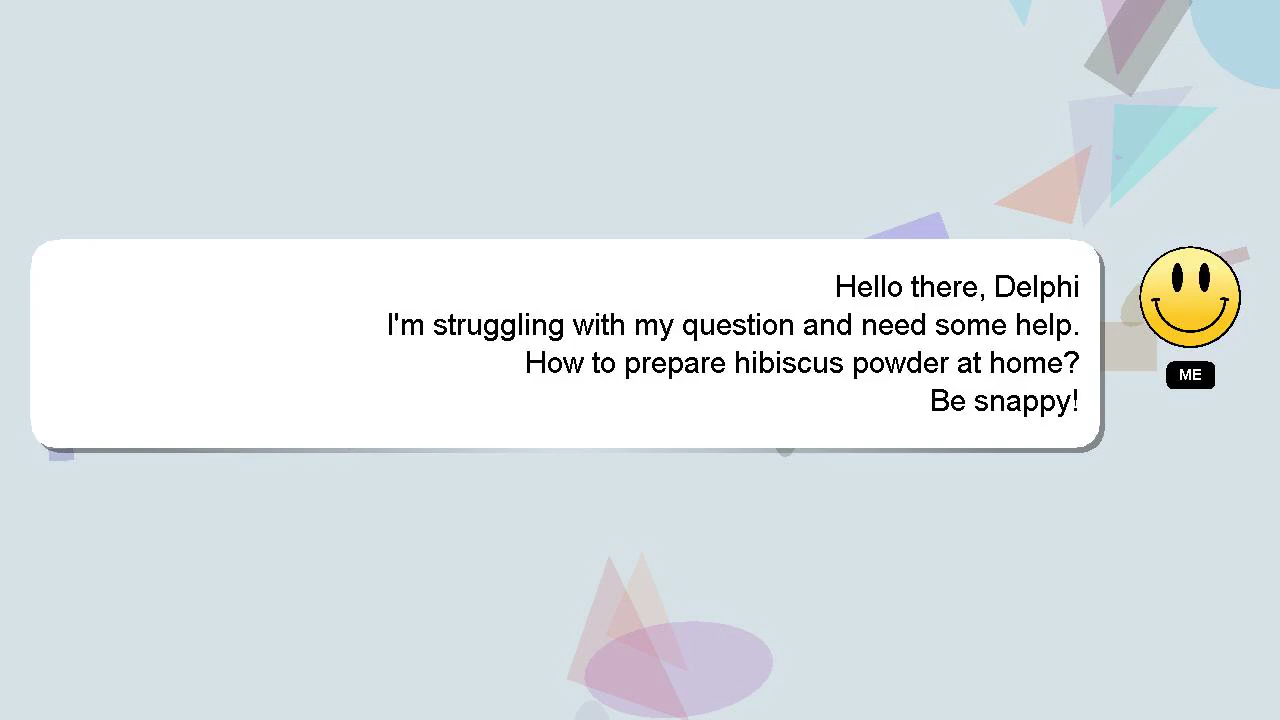 Hello there, Delphi
I'm struggling with my question and need some help.
How to prepare hibiscus powder at home?
Be snappy!
ME